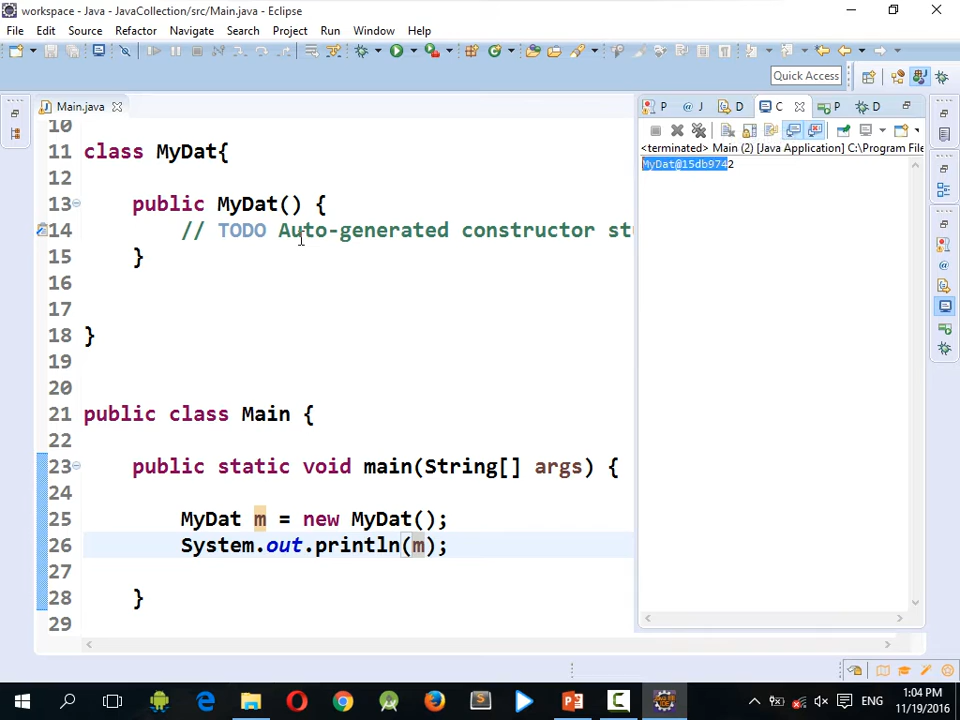 workspace - Java - JavaCollection/src/Main.java - Eclipse
File Edit Source Refactor Navigate Search Project Run Window Help
Quick Access
Main.java
P @ J D C P D
<terminated> Main (2) [Java Application] C:\Program File
MyDat@15db9742
10
11 class MyDat{
12
13 public MyDat() {
14 // TODO Auto-generated constructor st
15 }
16
17
18 }
19
20
21 public class Main {
22
23 public static void main(String[] args) {
24
25 MyDat m = new MyDat();
26 System.out.println(m);
27
28 }
29
ENG
1:04 PM
11/19/2016